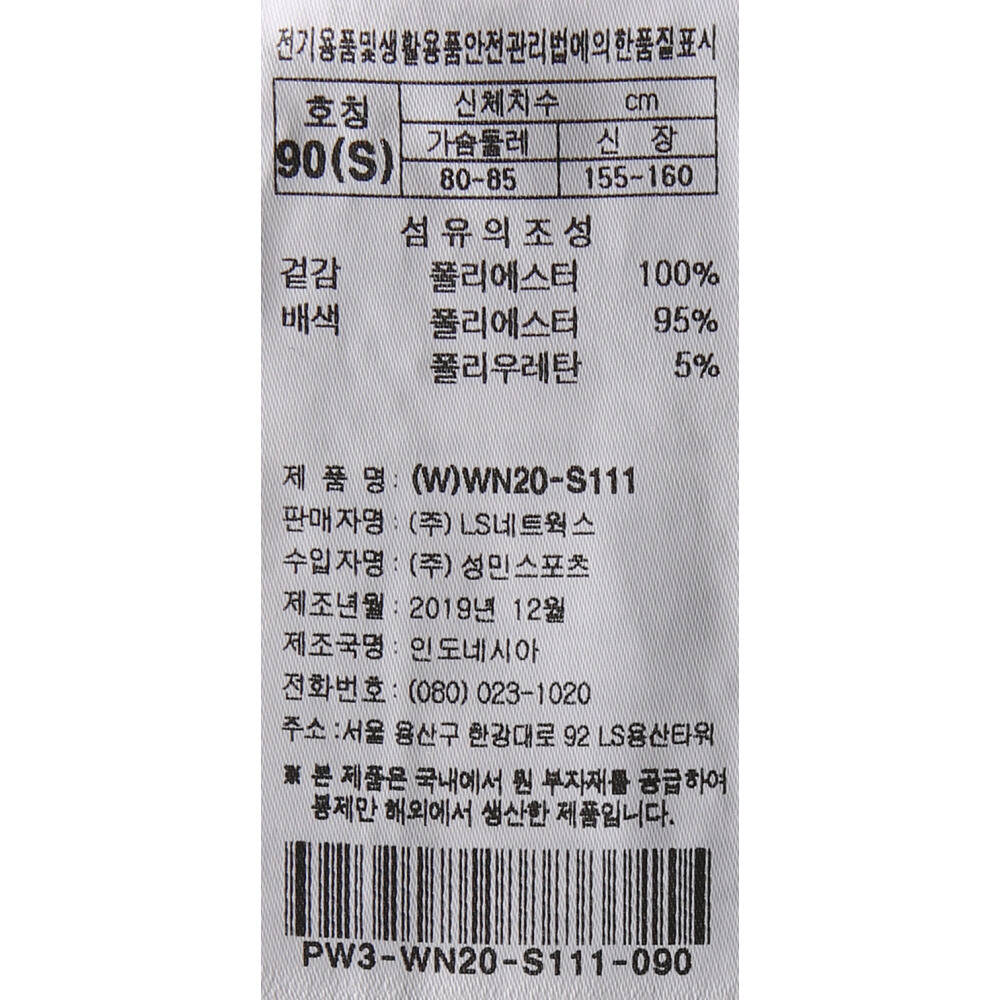 전기용품및생활용품안전관리법에의한품질표시
호칭 신체치수 cm
90(S) 가슴둘레 신 장
80-85 155-160
섬유의조성
겉감 폴리에스터 100%
배색 폴리에스터 95%
폴리우레탄 5%
제 품 명 : (W)WN20-S111
판매자명 : (주) LS네트웍스
수입자명 : (주) 성민스포츠
제조년월 : 2019년 12월
제조국명 : 인도네시아
전화번호 : (080) 023-1020
주소 :서울 용산구 한강대로 92 LS용산타워
※ 본 제품은 국내에서 원 부자재를 공급하여
봉제만 해외에서 생산한 제품입니다.
PW3-WN20-S111-090